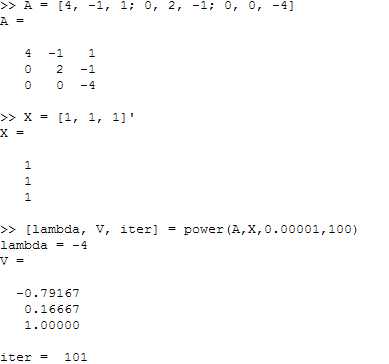 >> A = [4, -1, 1; 0, 2, -1; 0, 0, -4]
A =
4 -1 1
0 2 -1
0 0 -4
>> X = [1, 1, 1]'
X =
1
1
1
>> [lambda, V, iter] = power(A,X,0.00001,100)
lambda = -4
V =
-0.79167
0.16667
1.00000
iter = 101